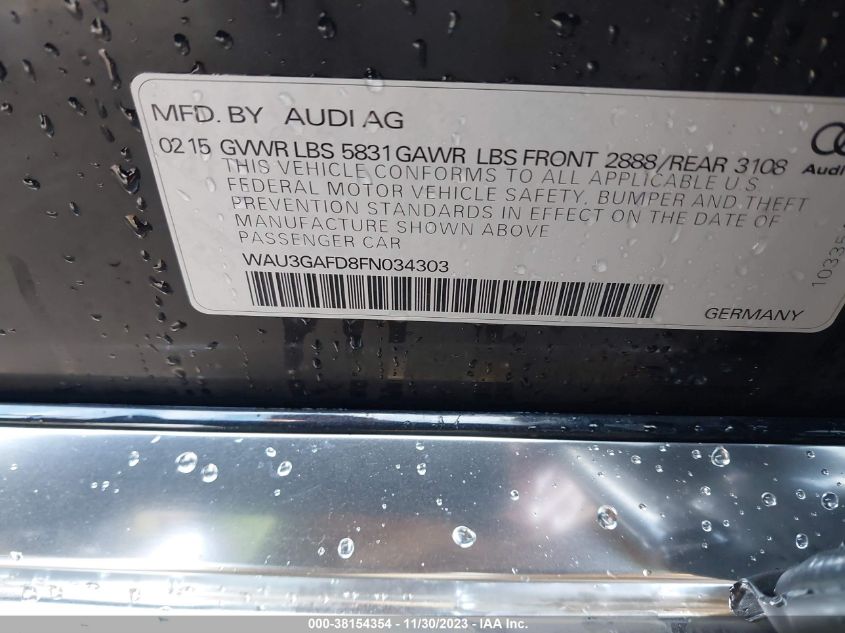 MFD. BY AUDI AG
02 15 GVWR LBS 5831 GAWR LBS FRONT 2888/REAR 3108
THIS VEHICLE CONFORMS TO ALL APPLICABLE U.S
FEDERAL MOTOR VEHICLE SAFETY, BUMPER AND THEFT
PREVENTION STANDARDS IN EFFECT ON THE DATE OF
MANUFACTURE SHOWN ABOVE
PASSENGER CAR
WAU3GAFD8FN034303
GERMANY
Audi
000-38154354 - 11/30/2023 - IAA Inc.